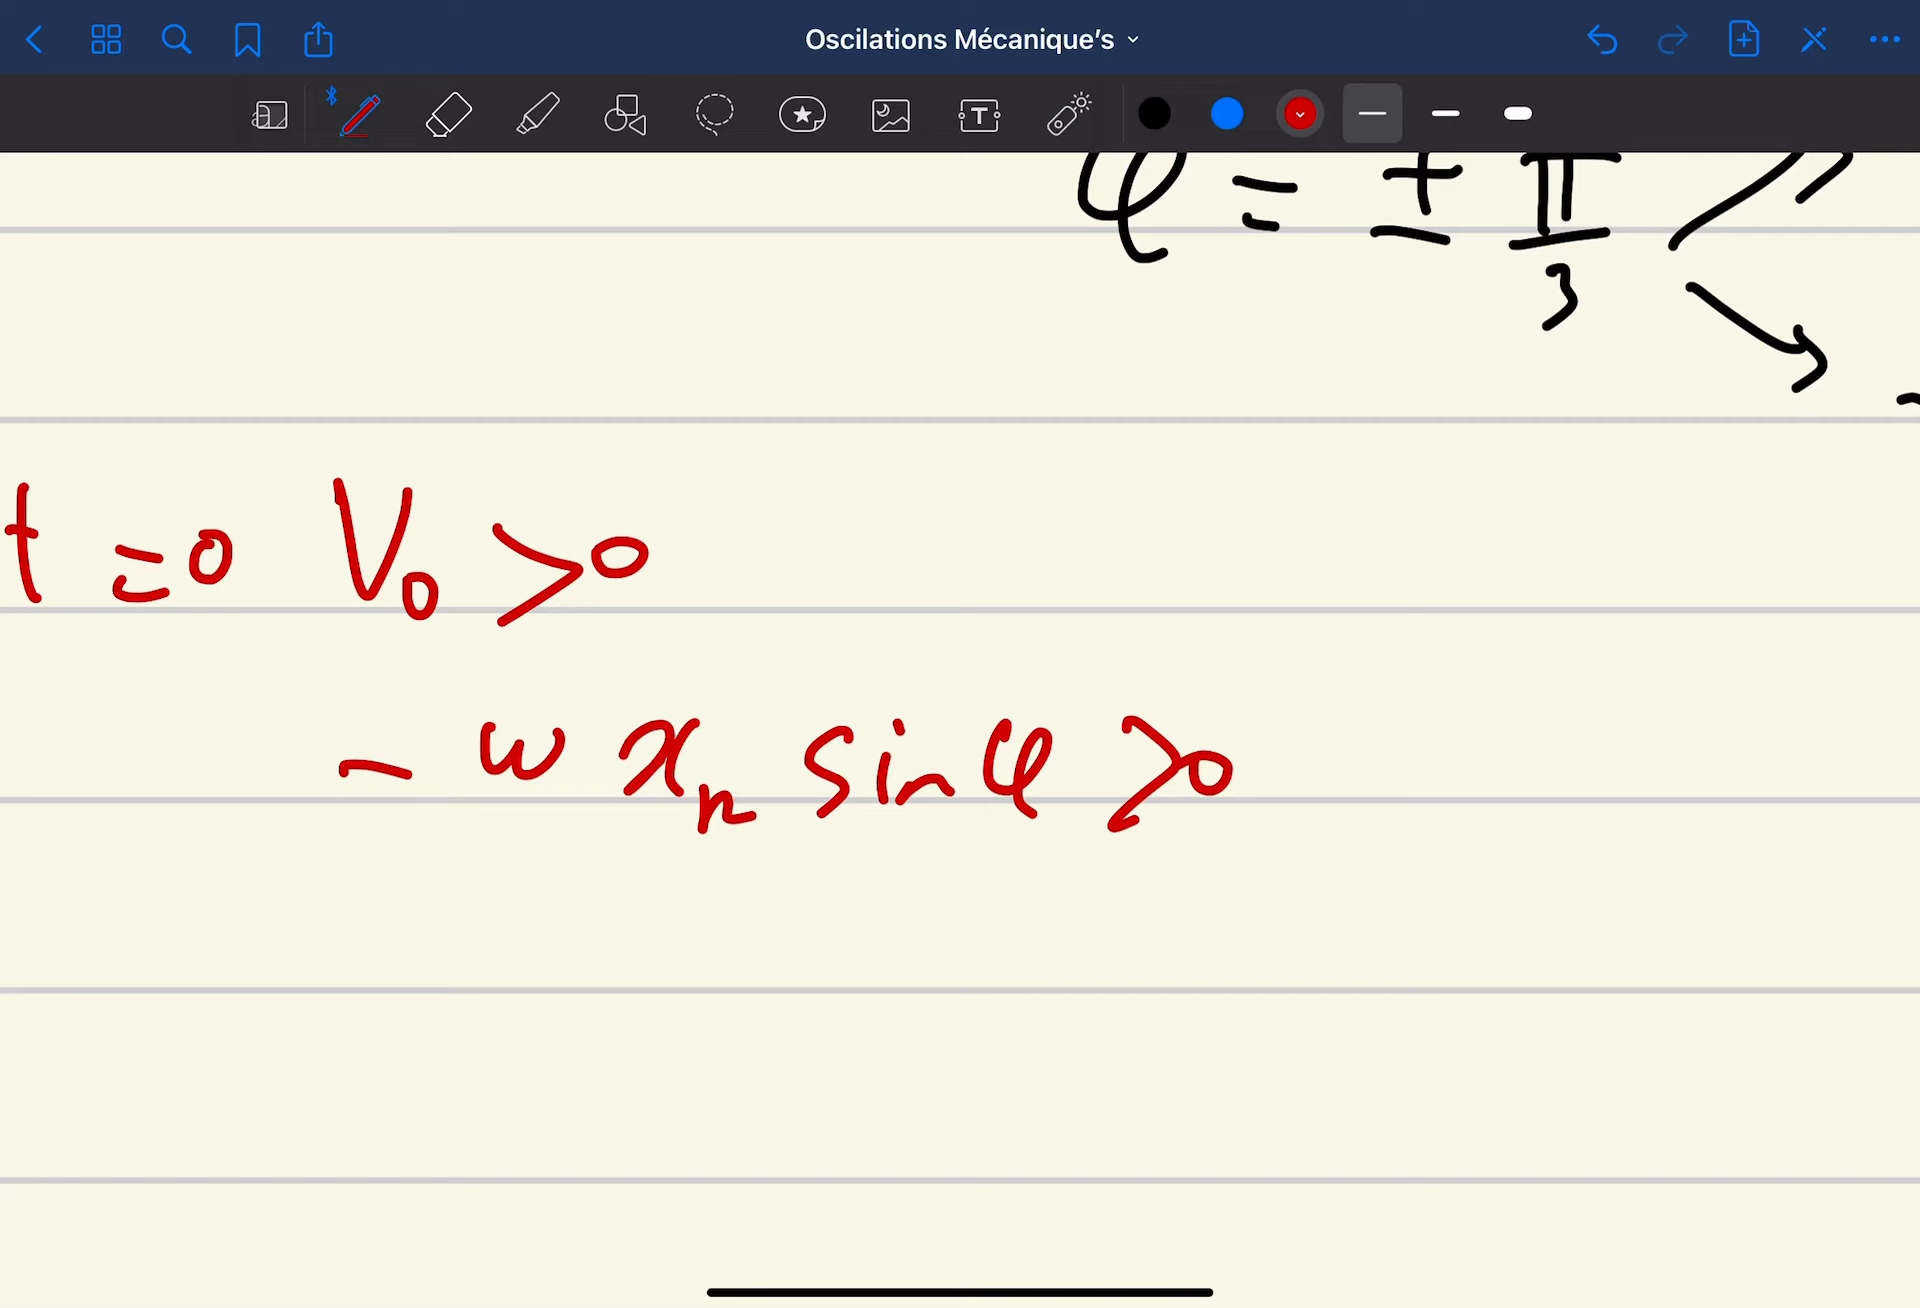 Oscilations Mécanique's
φ = ± π/3
t = 0 V₀ > 0
- ω xₘ sin φ > 0